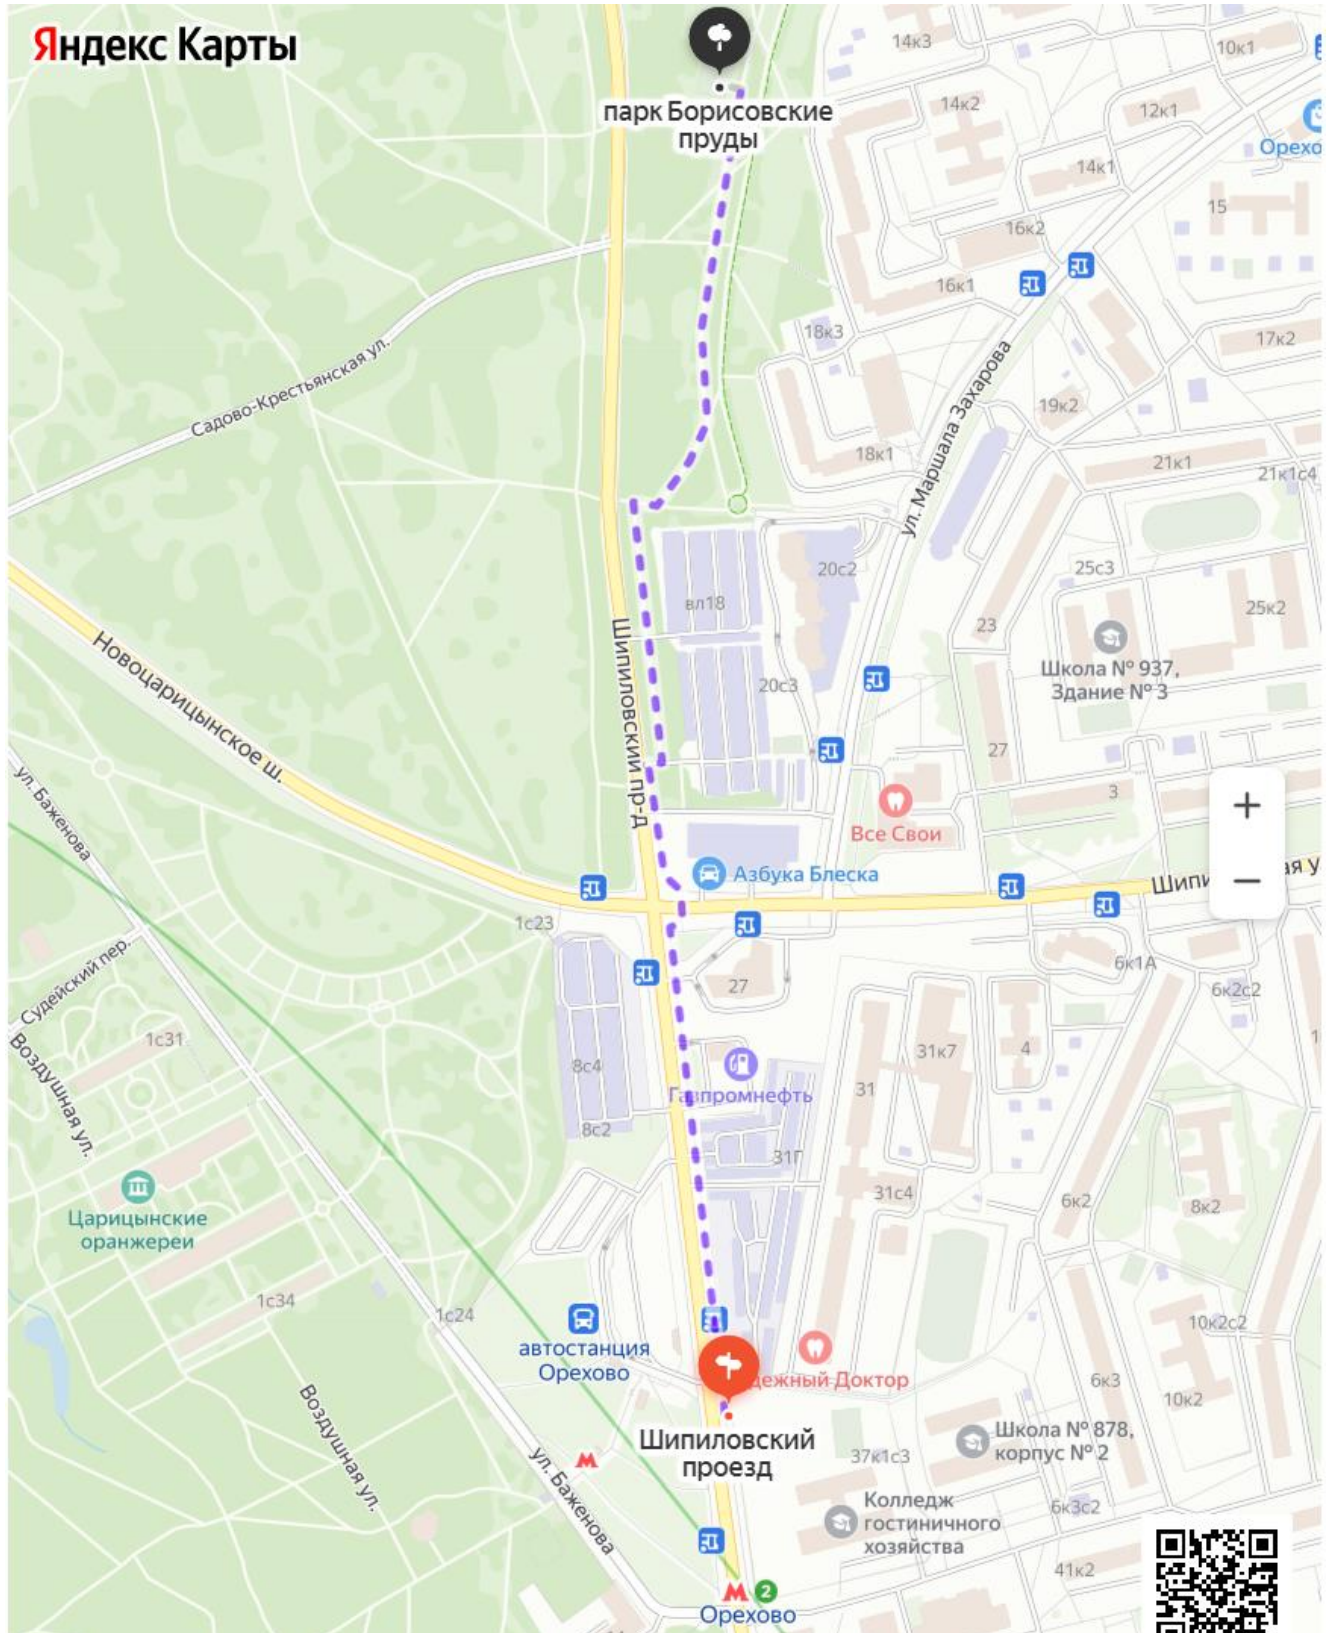 Яндекс Карты
14к3
10к1
парк Борисовские
пруды
14к2
12к1
14к1
15
16к2
16к1
18к3
17к2
Садово-Крестьянская ул.
ул. Маршала Захарова
19к2
18к1
21к1
21к1с4
20с2
25с3
вл18
25к2
23
Новоцарицынское ш.
Шипиловский пр-д
Школа № 937,
Здание № 3
20с3
27
ул. Баженова
3
+
Все Свои
Азбука Блеска
−
1с23
Судейский пер.
27
6к1А
6к2с2
Воздушная ул.
1с31
8с4
31к7
4
31
Газпромнефть
8с2
31Г
31с4
6к2
8к2
Царицынские
оранжереи
1с34
1с24
10к2с2
автостанция
Орехово
дежный Доктор
6к3
10к2
Воздушная ул.
Шипиловский
проезд
Школа № 878,
корпус № 2
37к1с3
ул. Баженова
Колледж
гостиничного
хозяйства
6к3с2
41к2
2
Орехово